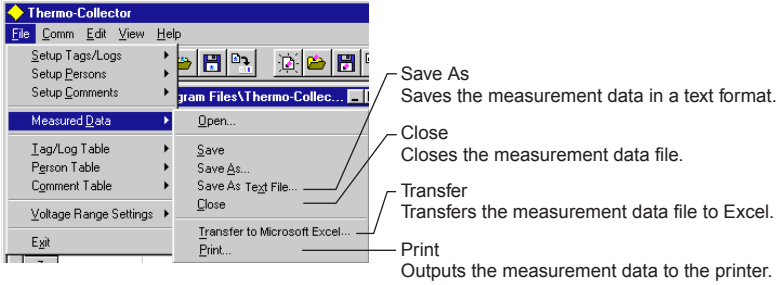 Thermo-Collector
File Comm Edit View Help
Setup Tags/Logs
Setup Persons
Setup Comments
Measured Data
Tag/Log Table
Person Table
Comment Table
Voltage Range Settings
Exit
gram Files\Thermo-Collec...
Open...
Save
Save As...
Save As Text File...
Close
Transfer to Microsoft Excel...
Print...
Save As
Saves the measurement data in a text format.
Close
Closes the measurement data file.
Transfer
Transfers the measurement data file to Excel.
Print
Outputs the measurement data to the printer.